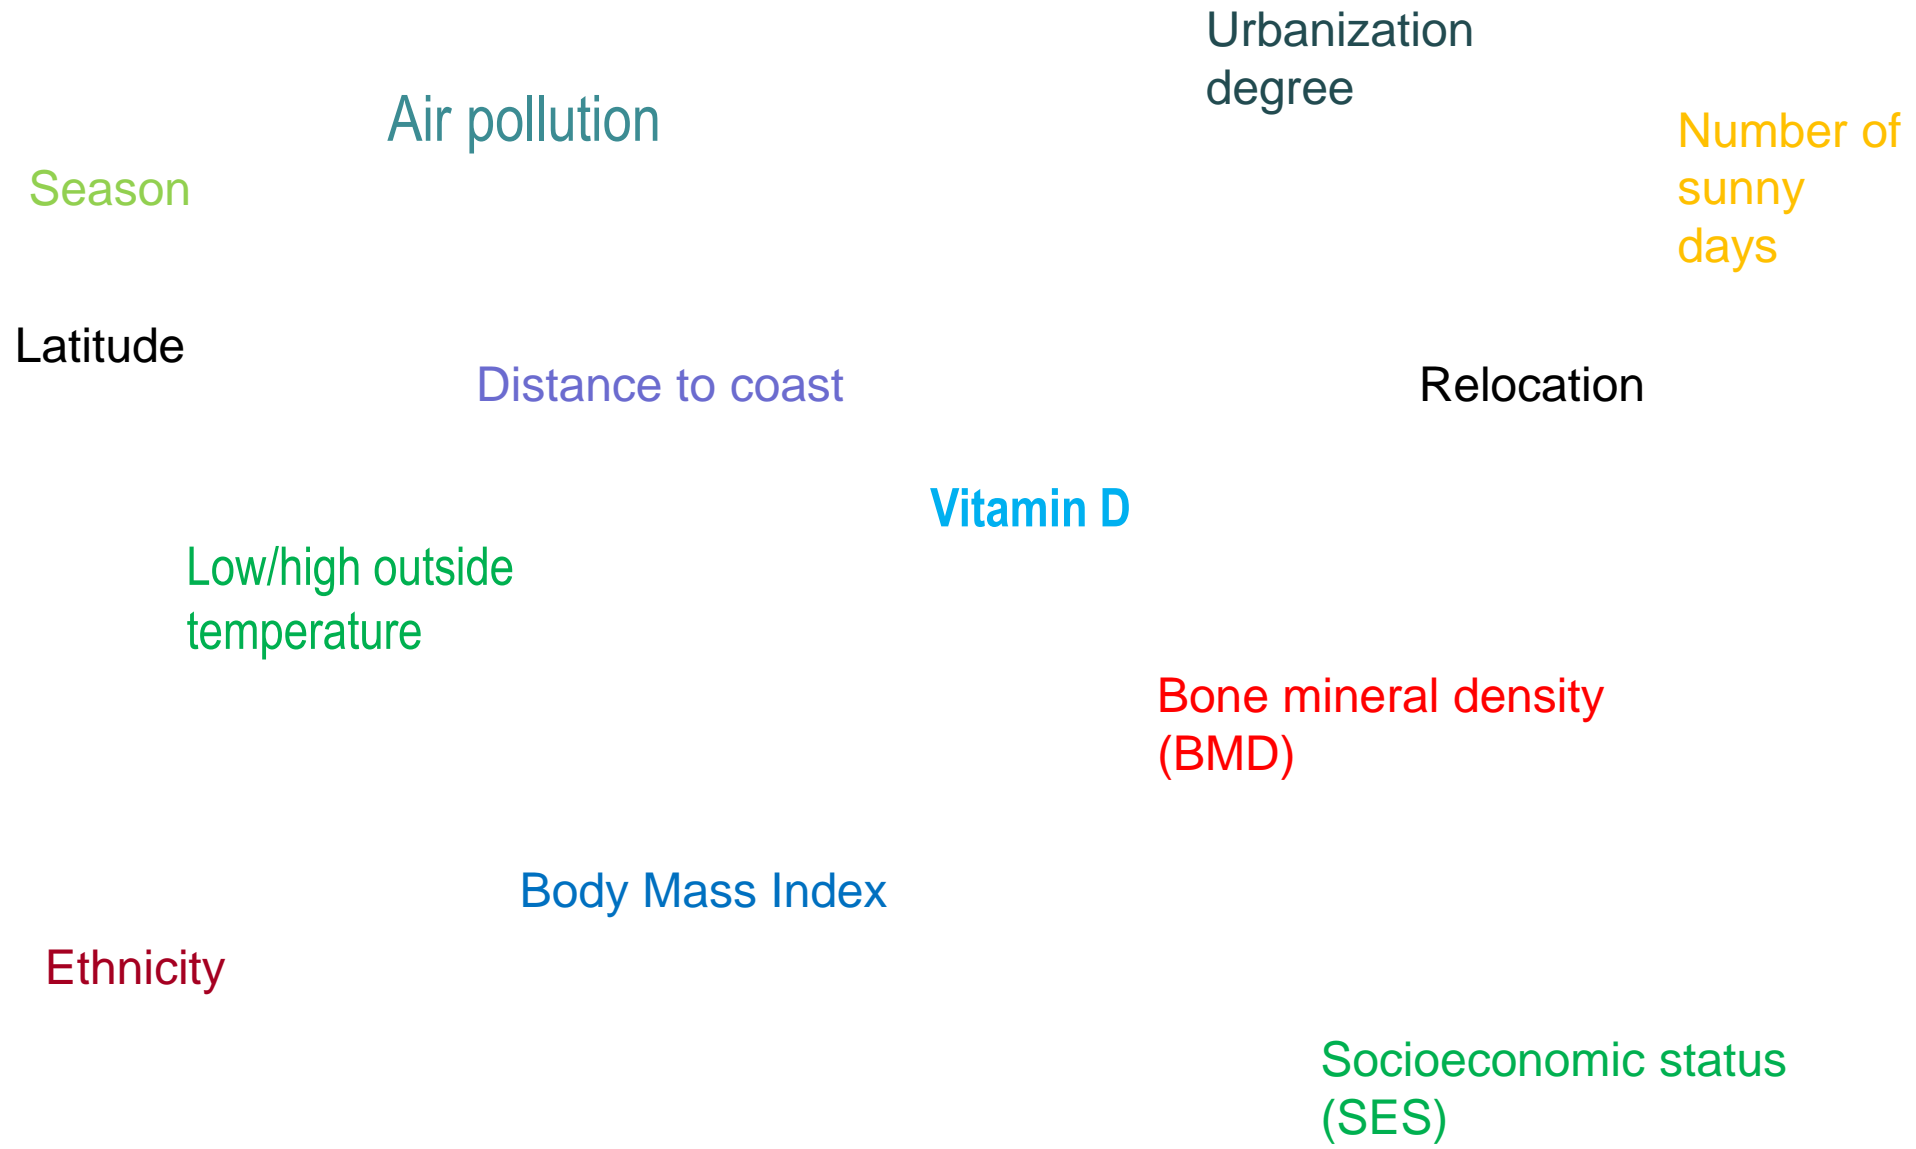 Urbanization
degree
Air pollution
Number of
sunny
days
Season
Latitude
Distance to coast
Relocation
Vitamin D
Low/high outside
temperature
Bone mineral density
(BMD)
Body Mass Index
Ethnicity
Socioeconomic status
(SES)